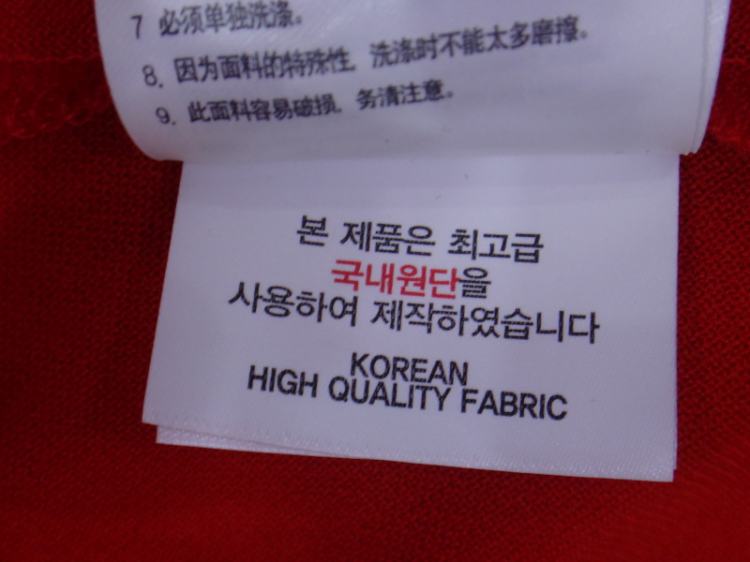 7 必须单独洗涤。
8. 因为面料的特殊性, 洗涤时不能太多磨擦。
9. 此面料容易破损, 务清注意。
본 제품은 최고급
국내원단을
사용하여 제작하였습니다
KOREAN
HIGH QUALITY FABRIC